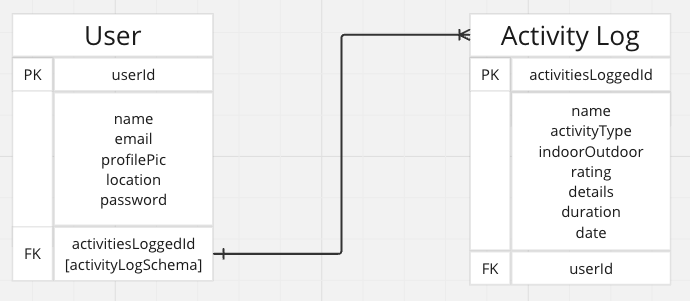 User
PK
userId
name
email
profilePic
location
password
FK
activitiesLoggedId
[activityLogSchema]
Activity Log
PK
activitiesLoggedId
name
activityType
indoorOutdoor
rating
details
duration
date
FK
userId